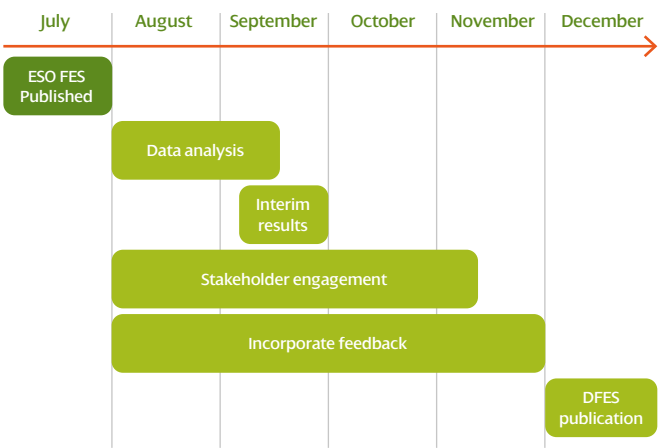 July August September October November December
ESO FES
Published
Data analysis
Interim
results
Stakeholder engagement
Incorporate feedback
DFES
publication